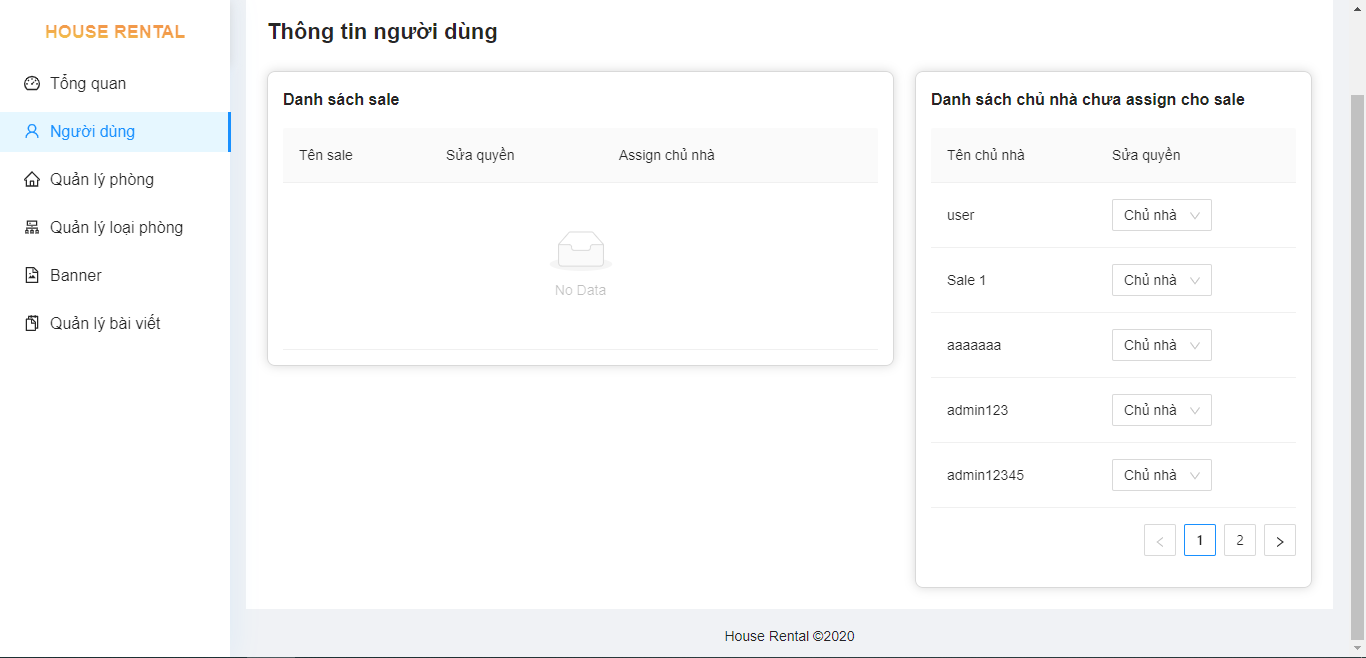 HOUSE RENTAL
Tổng quan
Người dùng
Quản lý phòng
Quản lý loại phòng
Banner
Quản lý bài viết
Thông tin người dùng
Danh sách sale
Tên sale Sửa quyền Assign chủ nhà
No Data
Danh sách chủ nhà chưa assign cho sale
Tên chủ nhà Sửa quyền
user Chủ nhà
Sale 1 Chủ nhà
aaaaaaa Chủ nhà
admin123 Chủ nhà
admin12345 Chủ nhà
< 1 2 >
House Rental ©2020